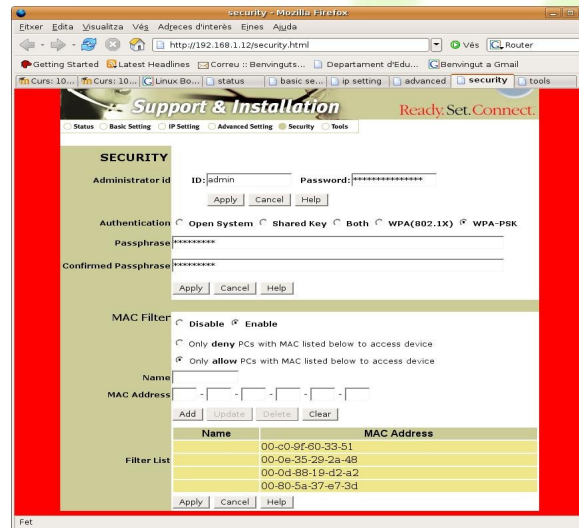 security - Mozilla Firefox
Eitxer Edita Visualitza Vés Adreces d'interès Eines Ajuda
http://192.168.1.12/security.html Vés Router
Getting Started Latest Headlines Correu :: Benvinguts... Departament d'Edu... Benvingut a Gmail
Curs: 10... Curs: 10... Linux Bo... status basic se... ip setting advanced security tools
Support & Installation Ready. Set. Connect.
Status Basic Setting IP Setting Advanced Setting Security Tools
SECURITY
Administrator id ID: admin Password: ***************
Apply Cancel Help
Authentication Open System Shared Key Both WPA(802.1X) WPA-PSK
Passphrase *********
Confirmed Passphrase *********
Apply Cancel Help
MAC Filter Disable Enable
Only deny PCs with MAC listed below to access device
Only allow PCs with MAC listed below to access device
Name
MAC Address - - - - -
Add Update Delete Clear
Name MAC Address
Filter List
00-c0-9f-60-33-51
00-0e-35-29-2a-48
00-0d-88-19-d2-a2
00-80-5a-37-e7-3d
Apply Cancel Help
Fet